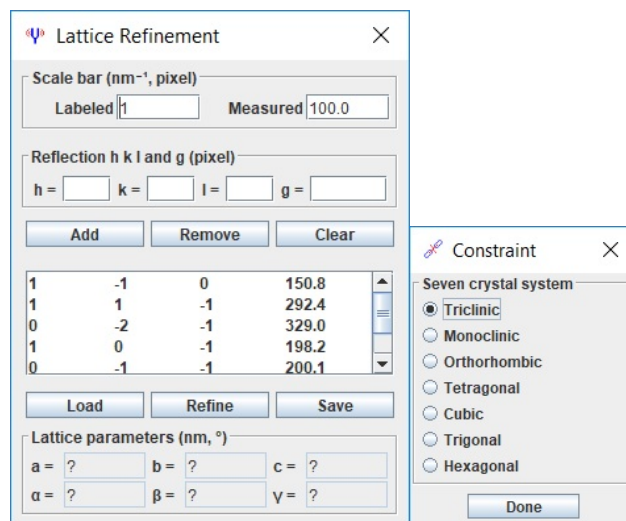 Lattice Refinement
Scale bar (nm⁻¹, pixel)
Labeled 1 Measured 100.0
Reflection h k l and g (pixel)
h = k = l = g =
Add Remove Clear
1 -1 0 150.8
1 1 -1 292.4
0 -2 -1 329.0
1 0 -1 198.2
0 -1 -1 200.1
Load Refine Save
Lattice parameters (nm, °)
a = ? b = ? c = ?
α = ? β = ? γ = ?
Constraint
Seven crystal system
Triclinic
Monoclinic
Orthorhombic
Tetragonal
Cubic
Trigonal
Hexagonal
Done